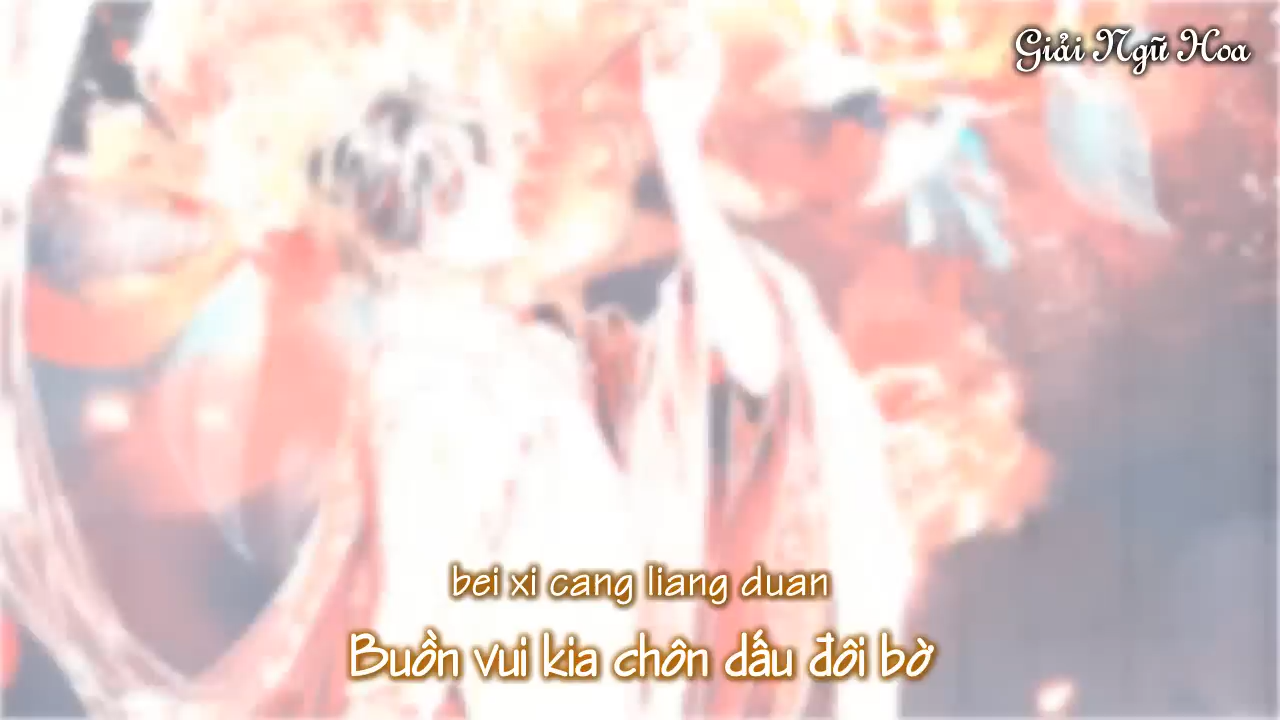 Giải Ngữ Hoa
bei xi cang liang duan
Buồn vui kia chôn dấu đôi bờ